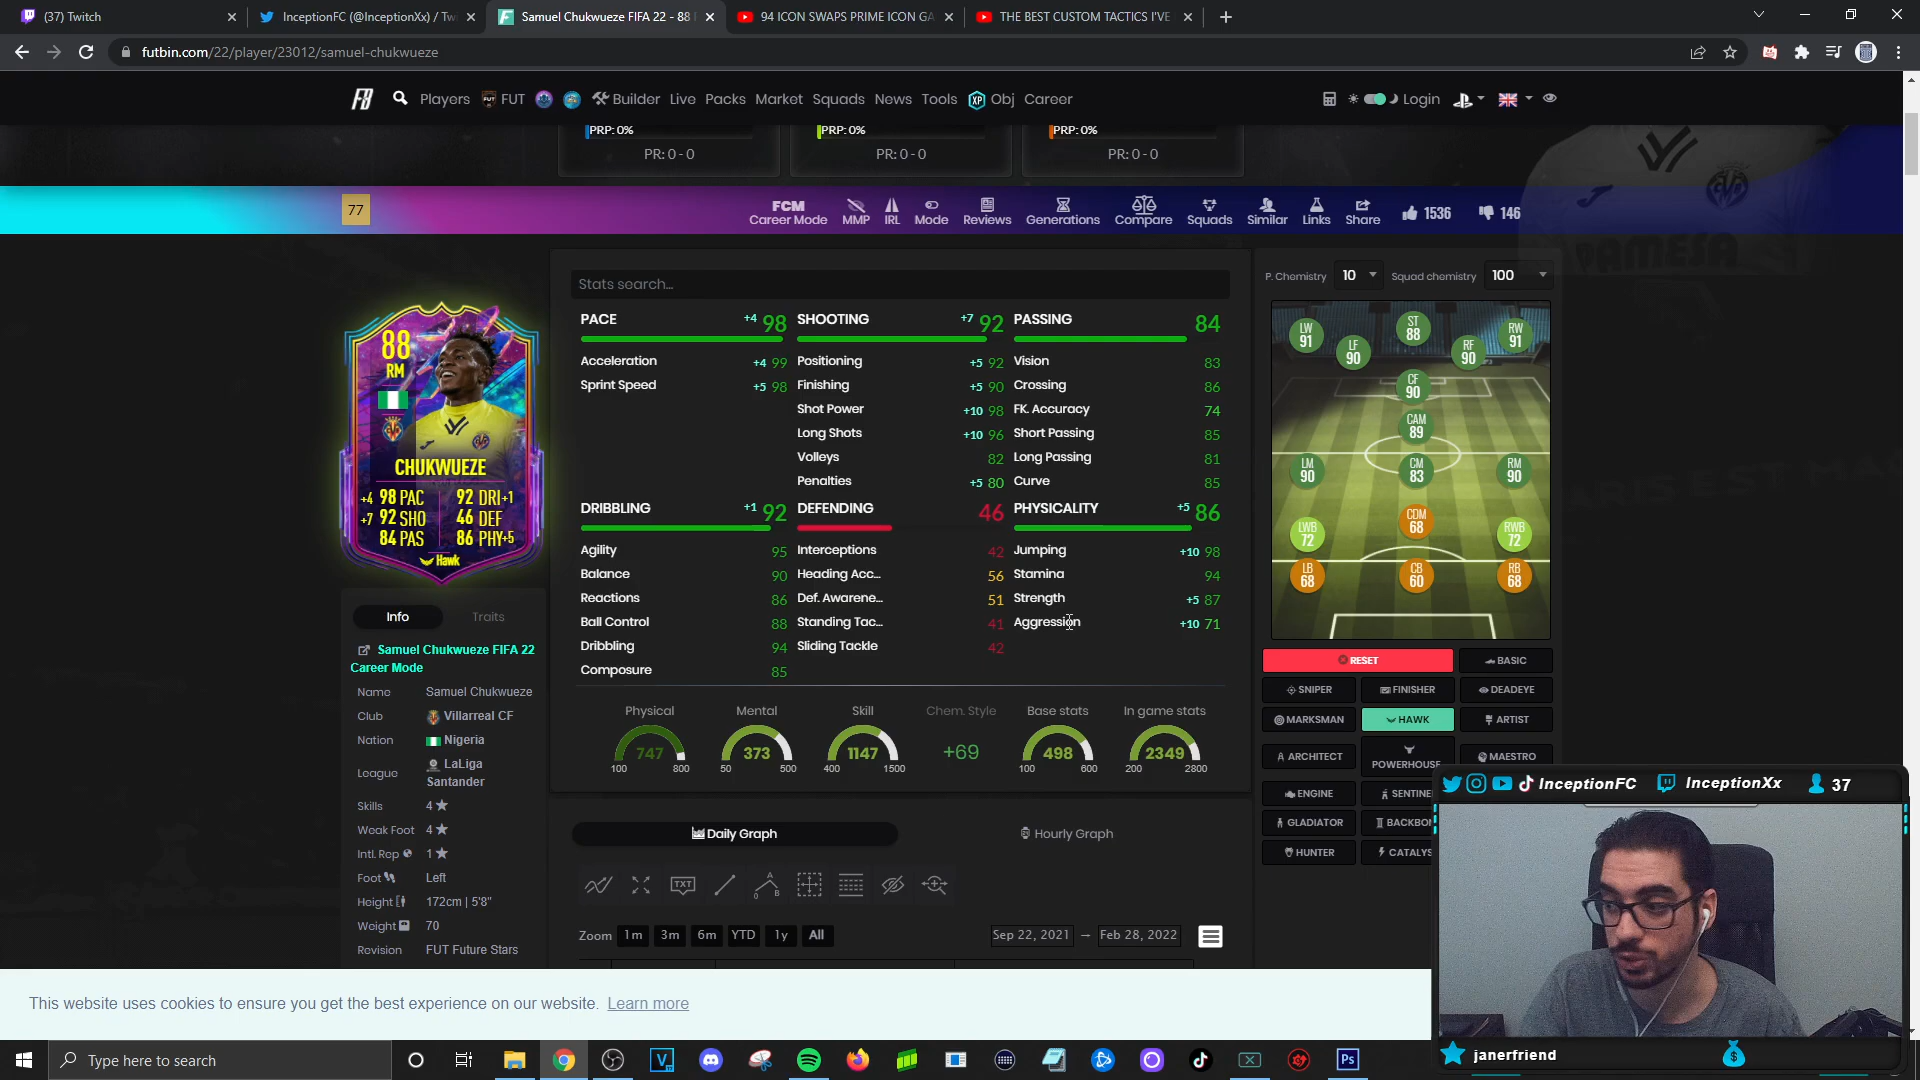 (37) Twitch
InceptionFC (@InceptionXx) / Tw
Samuel Chukwueze FIFA 22 - 88
94 ICON SWAPS PRIME ICON GA
THE BEST CUSTOM TACTICS I'VE
futbin.com/22/player/23012/samuel-chukwueze
Players FUT Builder Live Packs Market Squads News Tools XP Obj Career Login
PRP: 0% PRP: 0% PRP: 0%
PR: 0 - 0 PR: 0 - 0 PR: 0 - 0
77
FCM Career Mode MMP IRL Mode Reviews Generations Compare Squads Similar Links Share 1536 146
Stats search...
88
RM
CHUKWUEZE
+4 98 PAC 92 DRI+1
+7 92 SHO 46 DEF
84 PAS 86 PHY+5
Hawk
PACE +4 98
Acceleration +4 99
Sprint Speed +5 98
SHOOTING +7 92
Positioning +5 92
Finishing +5 90
Shot Power +10 98
Long Shots +10 96
Volleys 82
Penalties +5 80
PASSING 84
Vision 83
Crossing 86
FK. Accuracy 74
Short Passing 85
Long Passing 81
Curve 85
DRIBBLING +1 92
Agility 95
Balance 90
Reactions 86
Ball Control 88
Dribbling 94
Composure 85
DEFENDING 46
Interceptions 42
Heading Acc... 56
Def. Awarene... 51
Standing Tac... 41
Sliding Tackle 42
PHYSICALITY +5 86
Jumping +10 98
Stamina 94
Strength +5 87
Aggression +10 71
Physical Mental Skill Chem. Style Base stats In game stats
747 373 1147 +69 498 2349
100 800 50 500 400 1500 100 600 200 2800
Info Traits
Samuel Chukwueze FIFA 22
Career Mode
Name Samuel Chukwueze
Club Villarreal CF
Nation Nigeria
League LaLiga
Santander
Skills 4
Weak Foot 4
Intl. Rep 1
Foot Left
Height 172cm | 5'8"
Weight 70
Revision FUT Future Stars
Daily Graph Hourly Graph
TXT
Zoom 1m 3m 6m YTD 1y All
Sep 22, 2021 → Feb 28, 2022
P. Chemistry 10 Squad chemistry 100
LW 91
LF 90
ST 88
RF 90
RW 91
CF 90
CAM 89
LM 90
CM 83
RM 90
LWB 72
CDM 68
RWB 72
LB 68
CB 60
RB 68
RESET BASIC
SNIPER FINISHER DEADEYE
MARKSMAN HAWK ARTIST
ARCHITECT POWERHOUSE MAESTRO
ENGINE SENTINE
GLADIATOR BACKBON
HUNTER CATALYS
InceptionFC InceptionXx 37
janerfriend
This website uses cookies to ensure you get the best experience on our website. Learn more
Type here to search